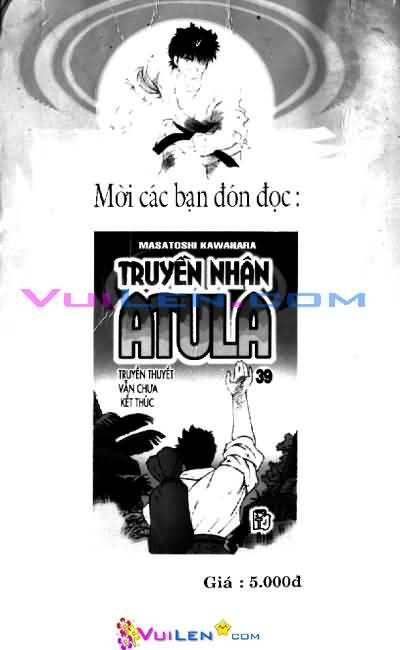 Mời các bạn đón đọc :
MASATOSHI KAWAHARA
TRUYỀN NHÂN
VUILEN.COM
ATULA
39
TRUYỀN THUYẾT
VẪN CHƯA
KẾT THÚC
Giá : 5.000đ
VUILEN.COM